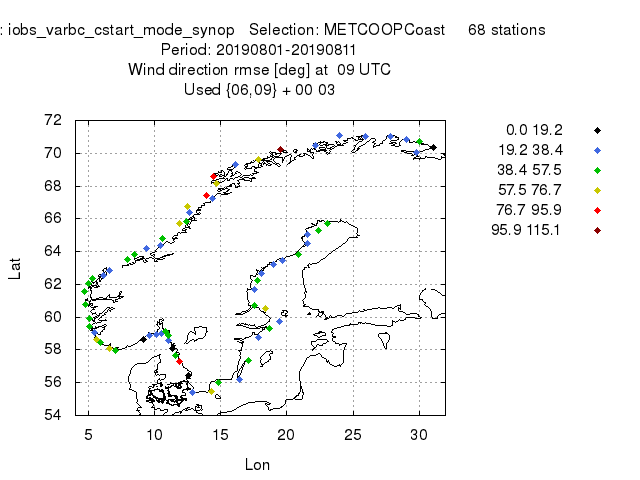 : iobs_varbc_cstart_mode_synop Selection: METCOOPCoast 68 stations
Period: 20190801-20190811
Wind direction rmse [deg] at 09 UTC
Used {06,09} + 00 03
0.0 19.2
19.2 38.4
38.4 57.5
57.5 76.7
76.7 95.9
95.9 115.1
Lat
72
70
68
66
64
62
60
58
56
54
5 10 15 20 25 30
Lon